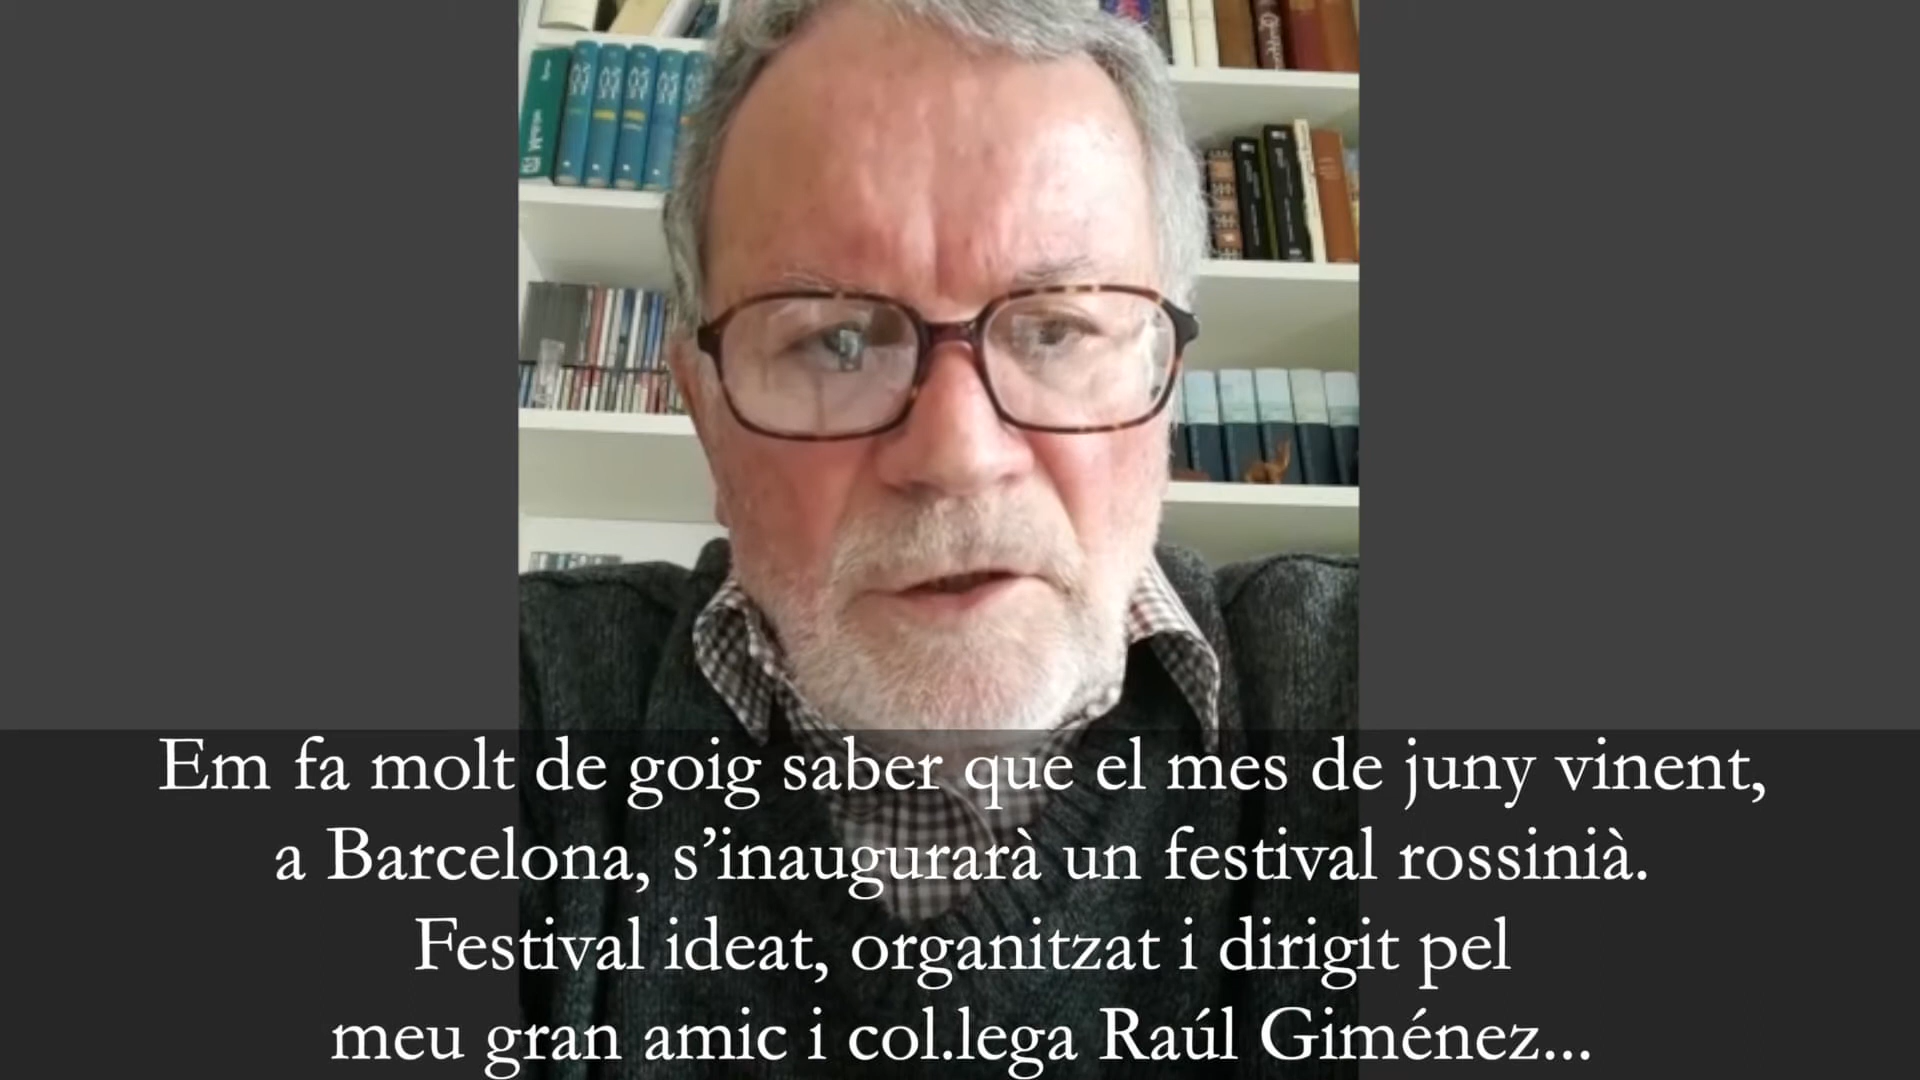 Em fa molt de goig saber que el mes de juny vinent,
a Barcelona, s’inaugurarà un festival rossinià.
Festival ideat, organitzat i dirigit pel
meu gran amic i col.lega Raúl Giménez...